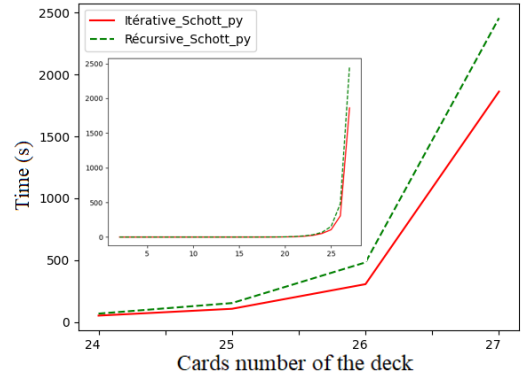 Itérative_Schott_py
Récursive_Schott_py
2500
2000
1500
1000
500
0
Time (s)
2500
2000
1500
1000
500
0
5 10 15 20 25
24 25 26 27
Cards number of the deck